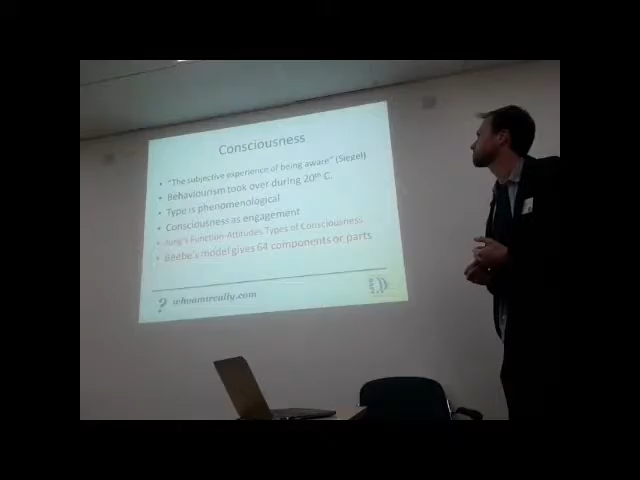 Consciousness
• "The subjective experience of being aware" (Siegel)
• Behaviourism took over during 20th C.
• Type is phenomenological
• Consciousness as engagement
• Jung's Function-Attitudes Types of Consciousness
• Beebe's model gives 64 components or parts
? whoamireally.com